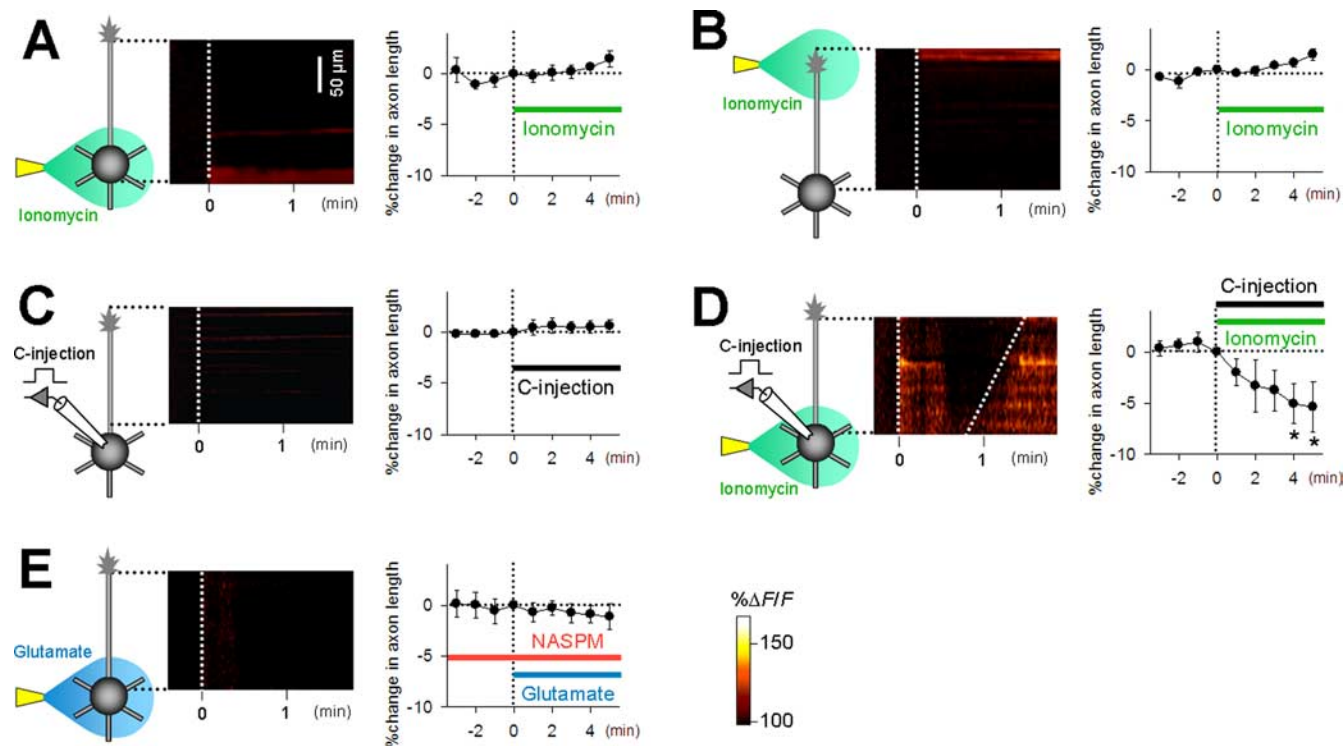 A
50 μm
Ionomycin
0 1 (min)
%change in axon length
0
-5
-10
Ionomycin
-2 0 2 4 (min)
B
Ionomycin
0 1 (min)
%change in axon length
0
-5
-10
Ionomycin
-2 0 2 4 (min)
C
C-injection
0 1 (min)
%change in axon length
0
-5
-10
C-injection
-2 0 2 4 (min)
D
C-injection
Ionomycin
0 1 (min)
C-injection
Ionomycin
%change in axon length
0
-5
-10
* *
-2 0 2 4 (min)
E
Glutamate
0 1 (min)
%change in axon length
0
-5
-10
NASPM
Glutamate
-2 0 2 4 (min)
%ΔF/F
150
100